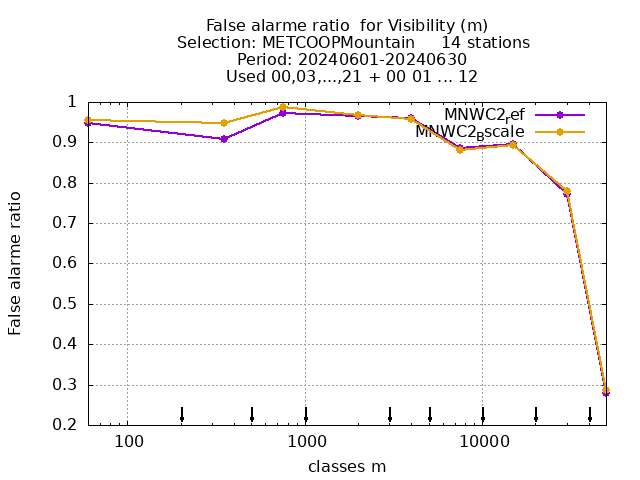 False alarme ratio  for Visibility (m)
Selection: METCOOPMountain     14 stations
Period: 20240601-20240630
Used 00,03,...,21 + 00 01 ... 12
MNWC2ref
MNWC2Bscale
1
0.9
0.8
0.7
0.6
0.5
0.4
0.3
0.2
False alarme ratio
100
1000
10000
classes m